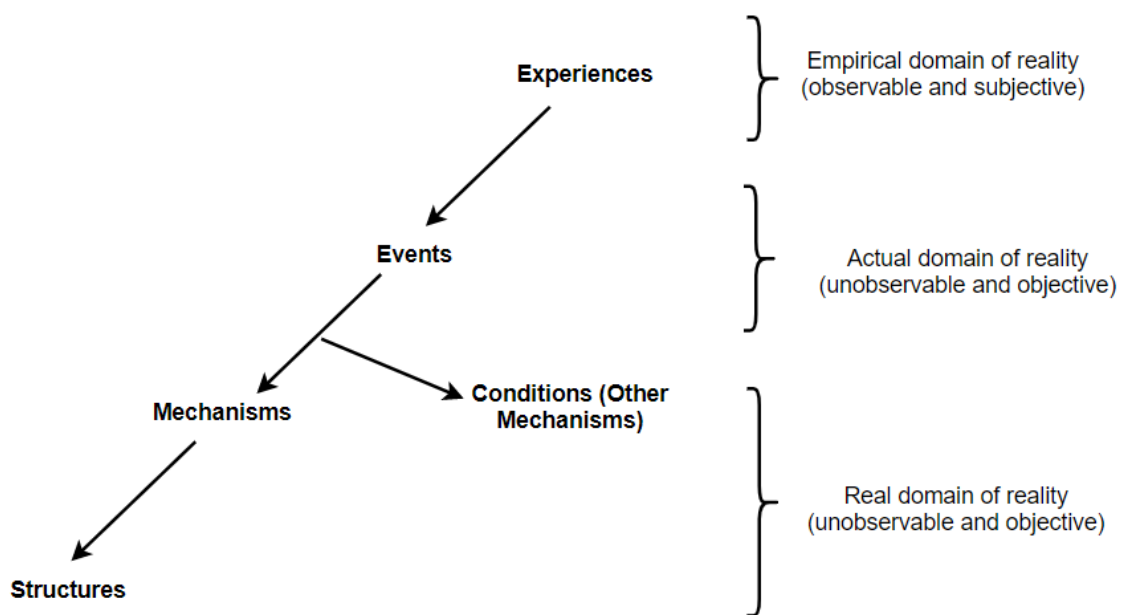 Experiences
Empirical domain of reality
(observable and subjective)
Events
Actual domain of reality
(unobservable and objective)
Mechanisms
Conditions (Other
Mechanisms)
Real domain of reality
(unobservable and objective)
Structures